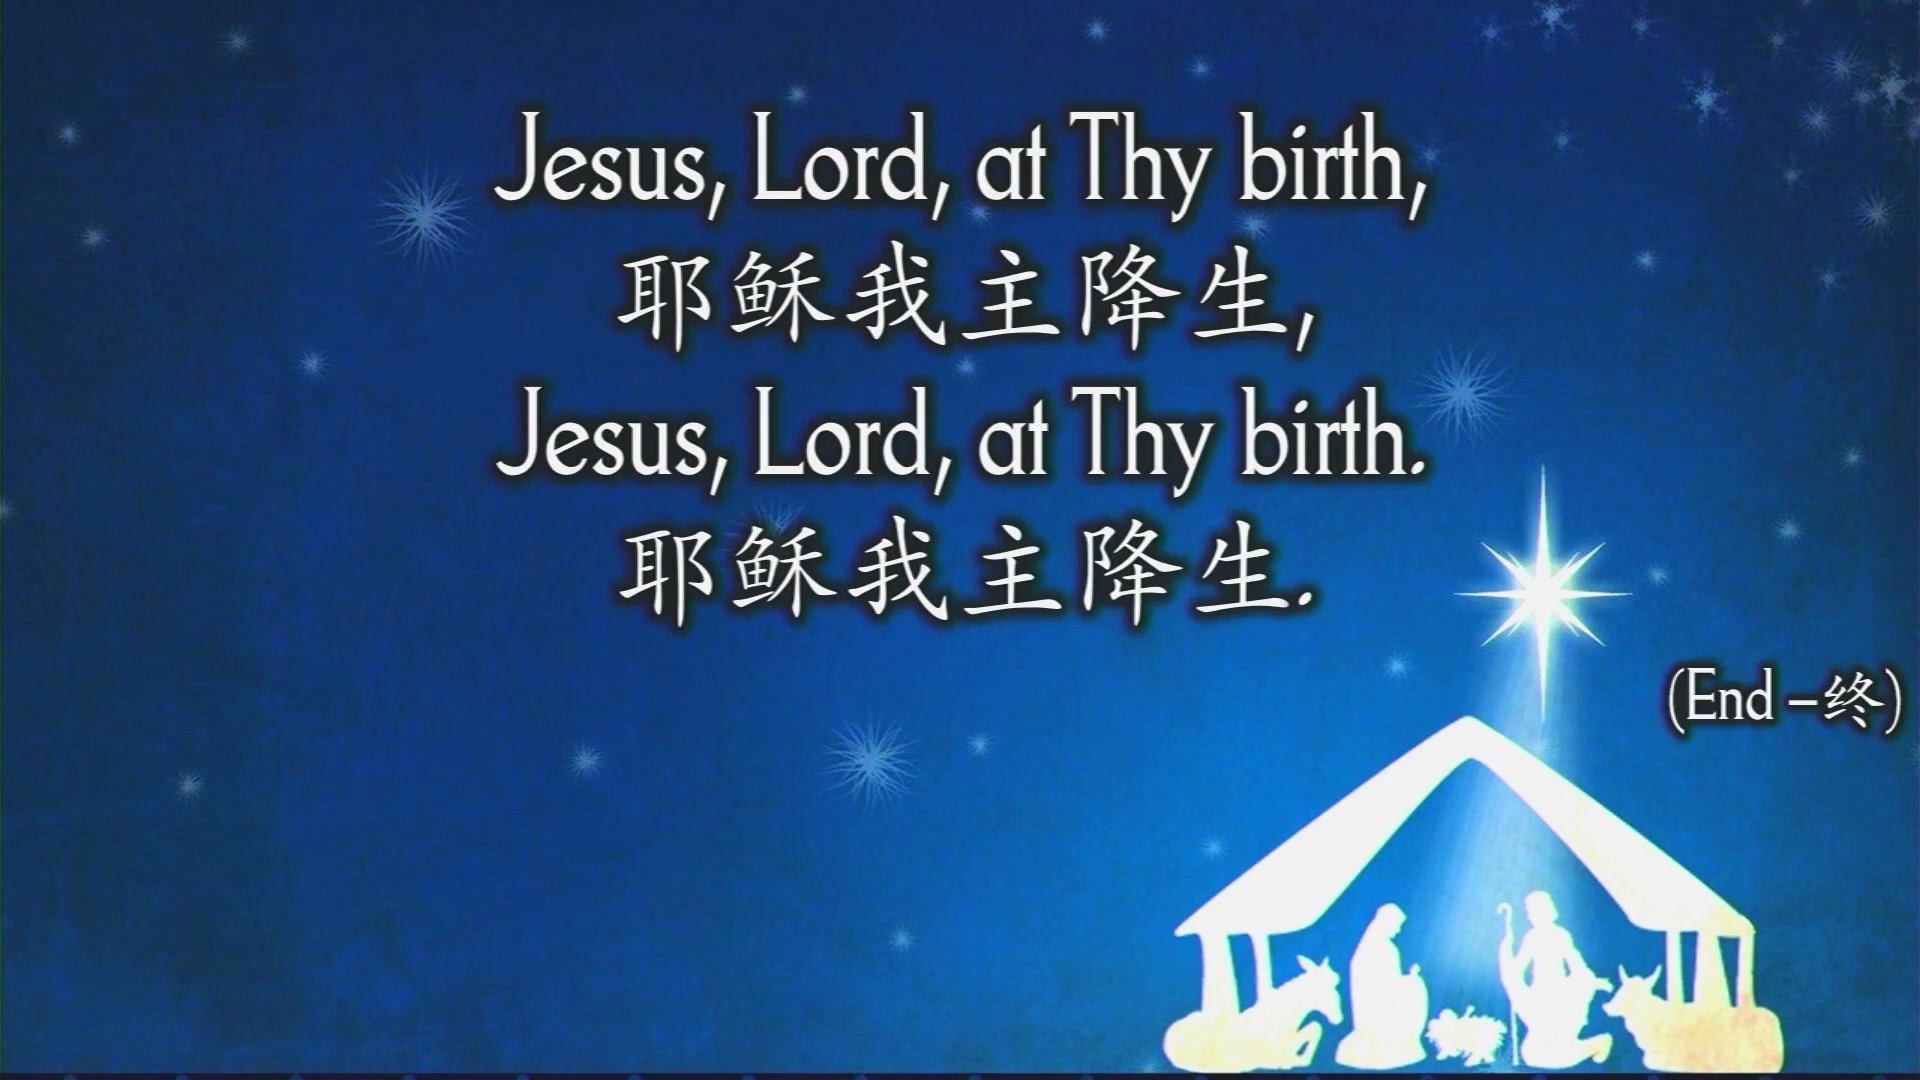 Jesus, Lord, at Thy birth,
耶稣我主降生,
Jesus, Lord, at Thy birth.
耶稣我主降生.
(End – 终)